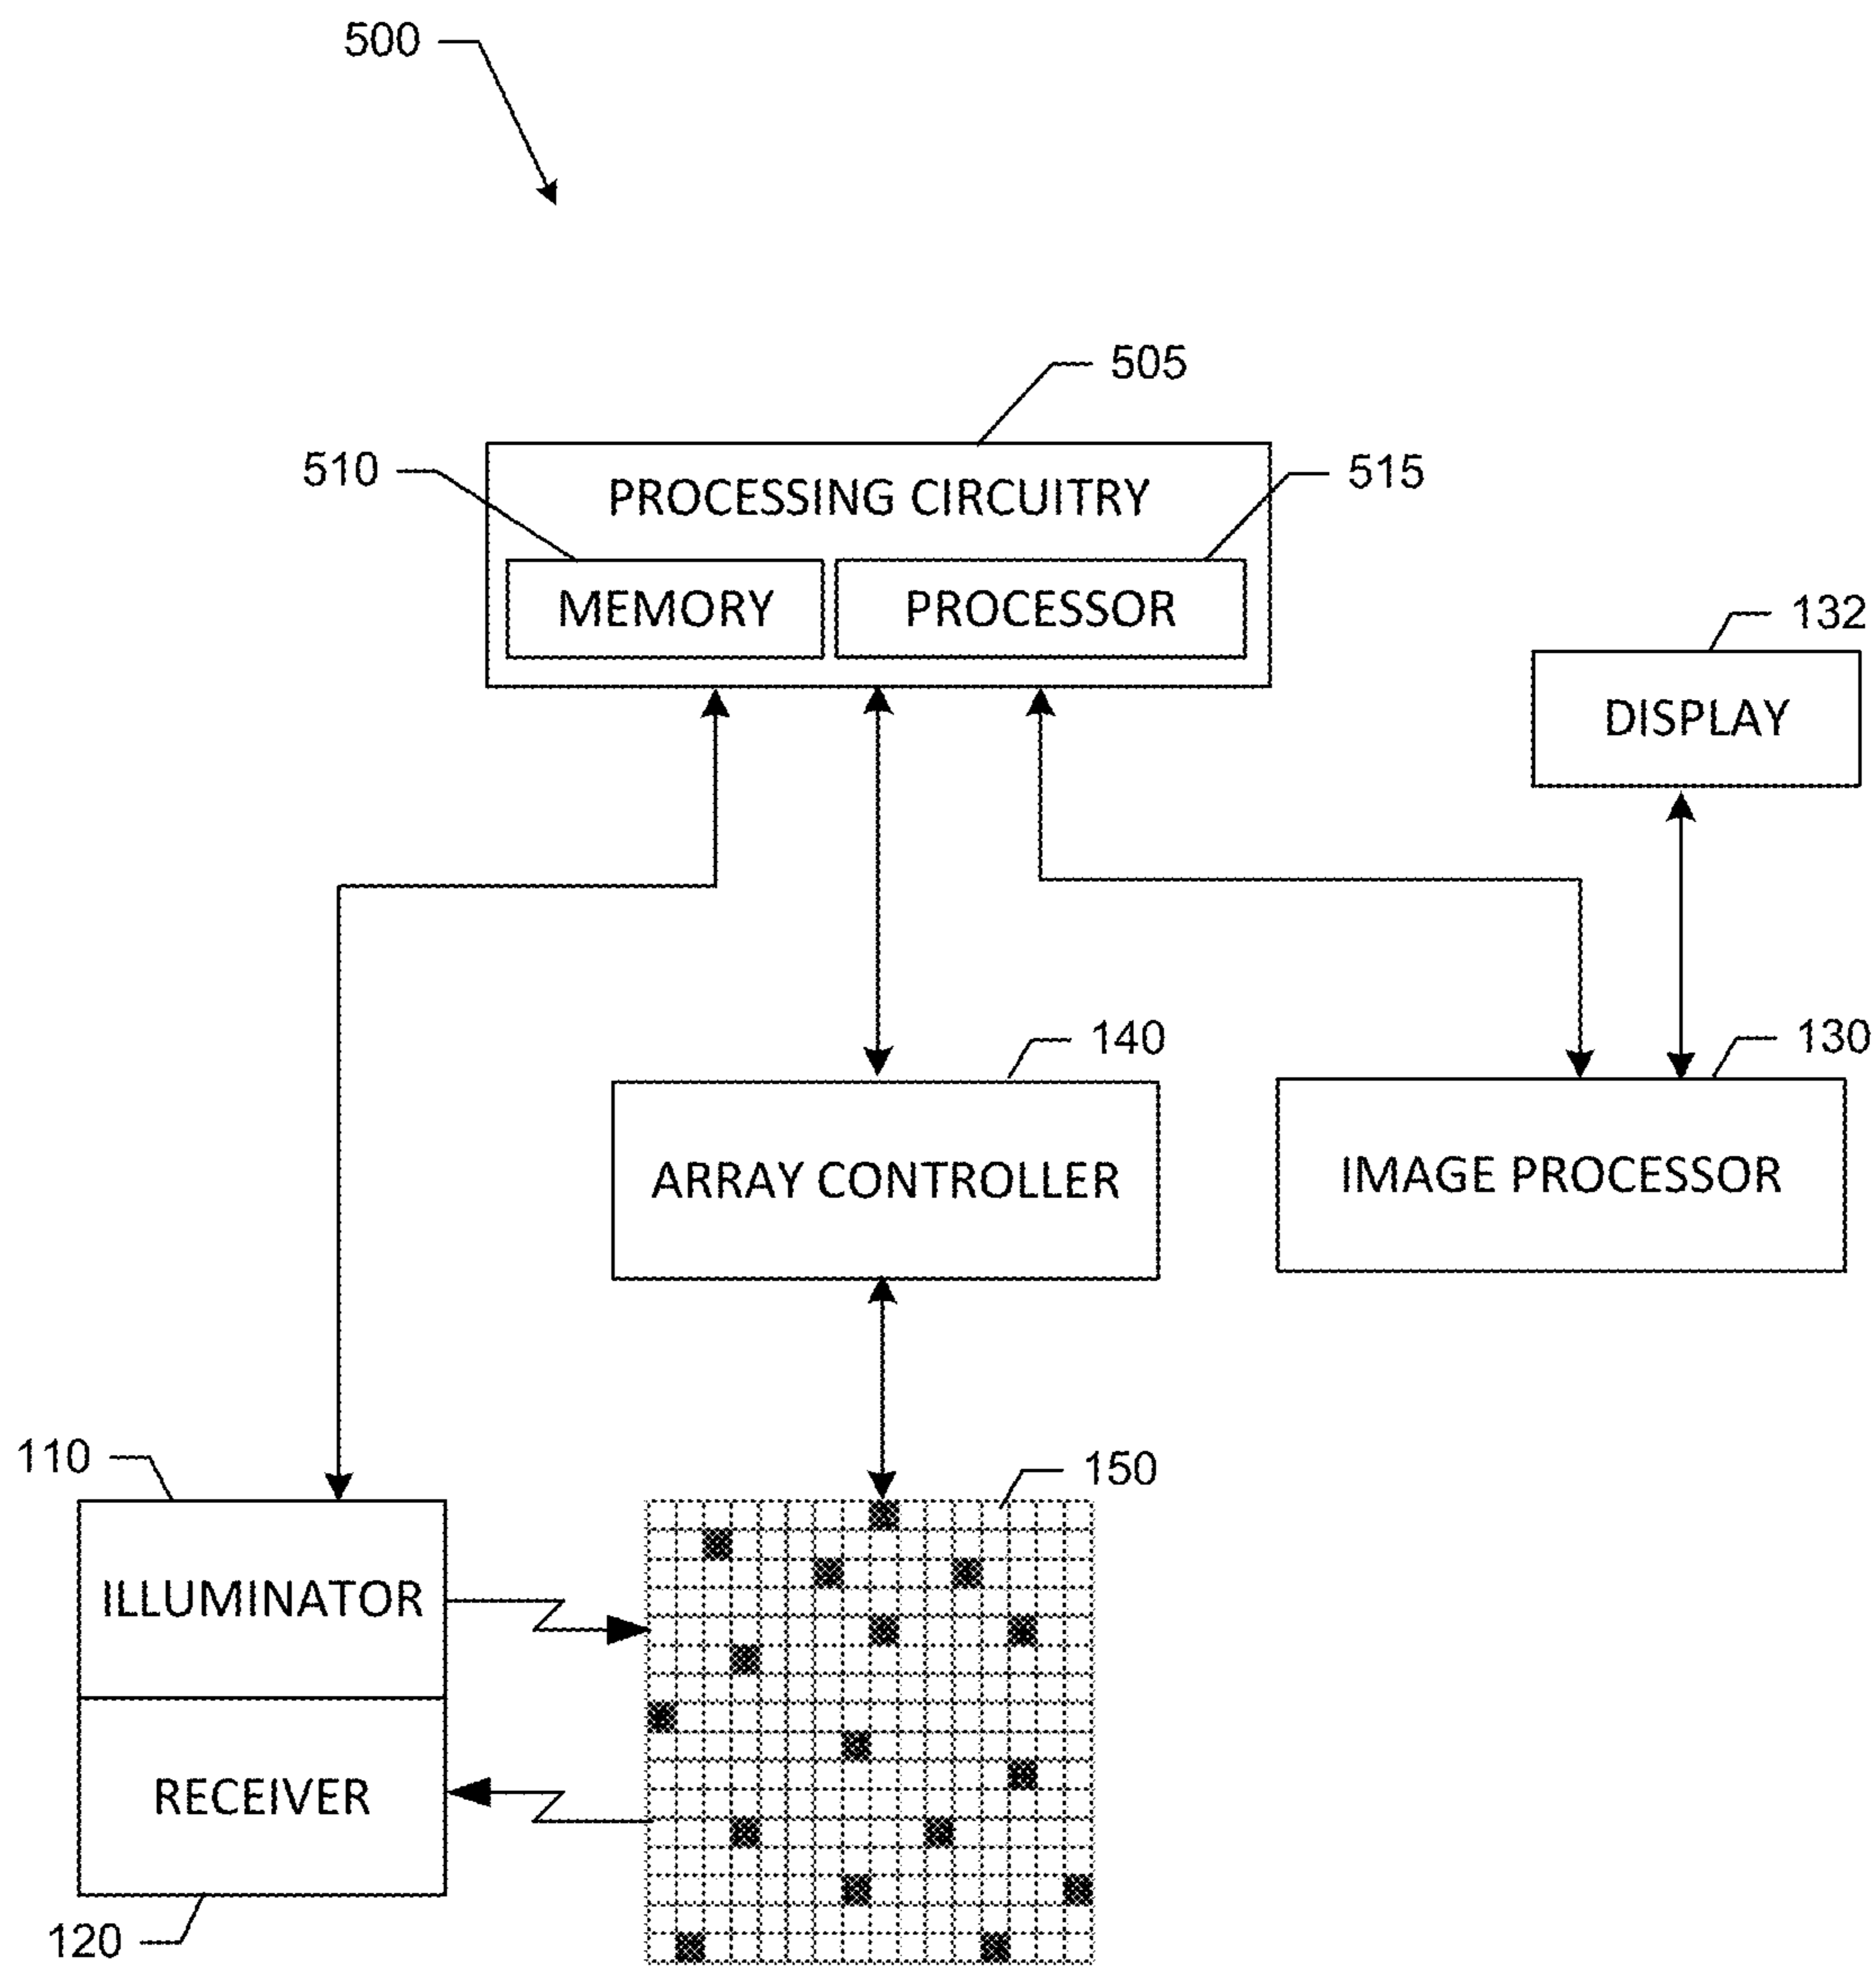 500
505
510
PROCESSING CIRCUITRY
515
MEMORY
PROCESSOR
132
DISPLAY
140
130
ARRAY CONTROLLER
IMAGE PROCESSOR
110
150
ILLUMINATOR
RECEIVER
120